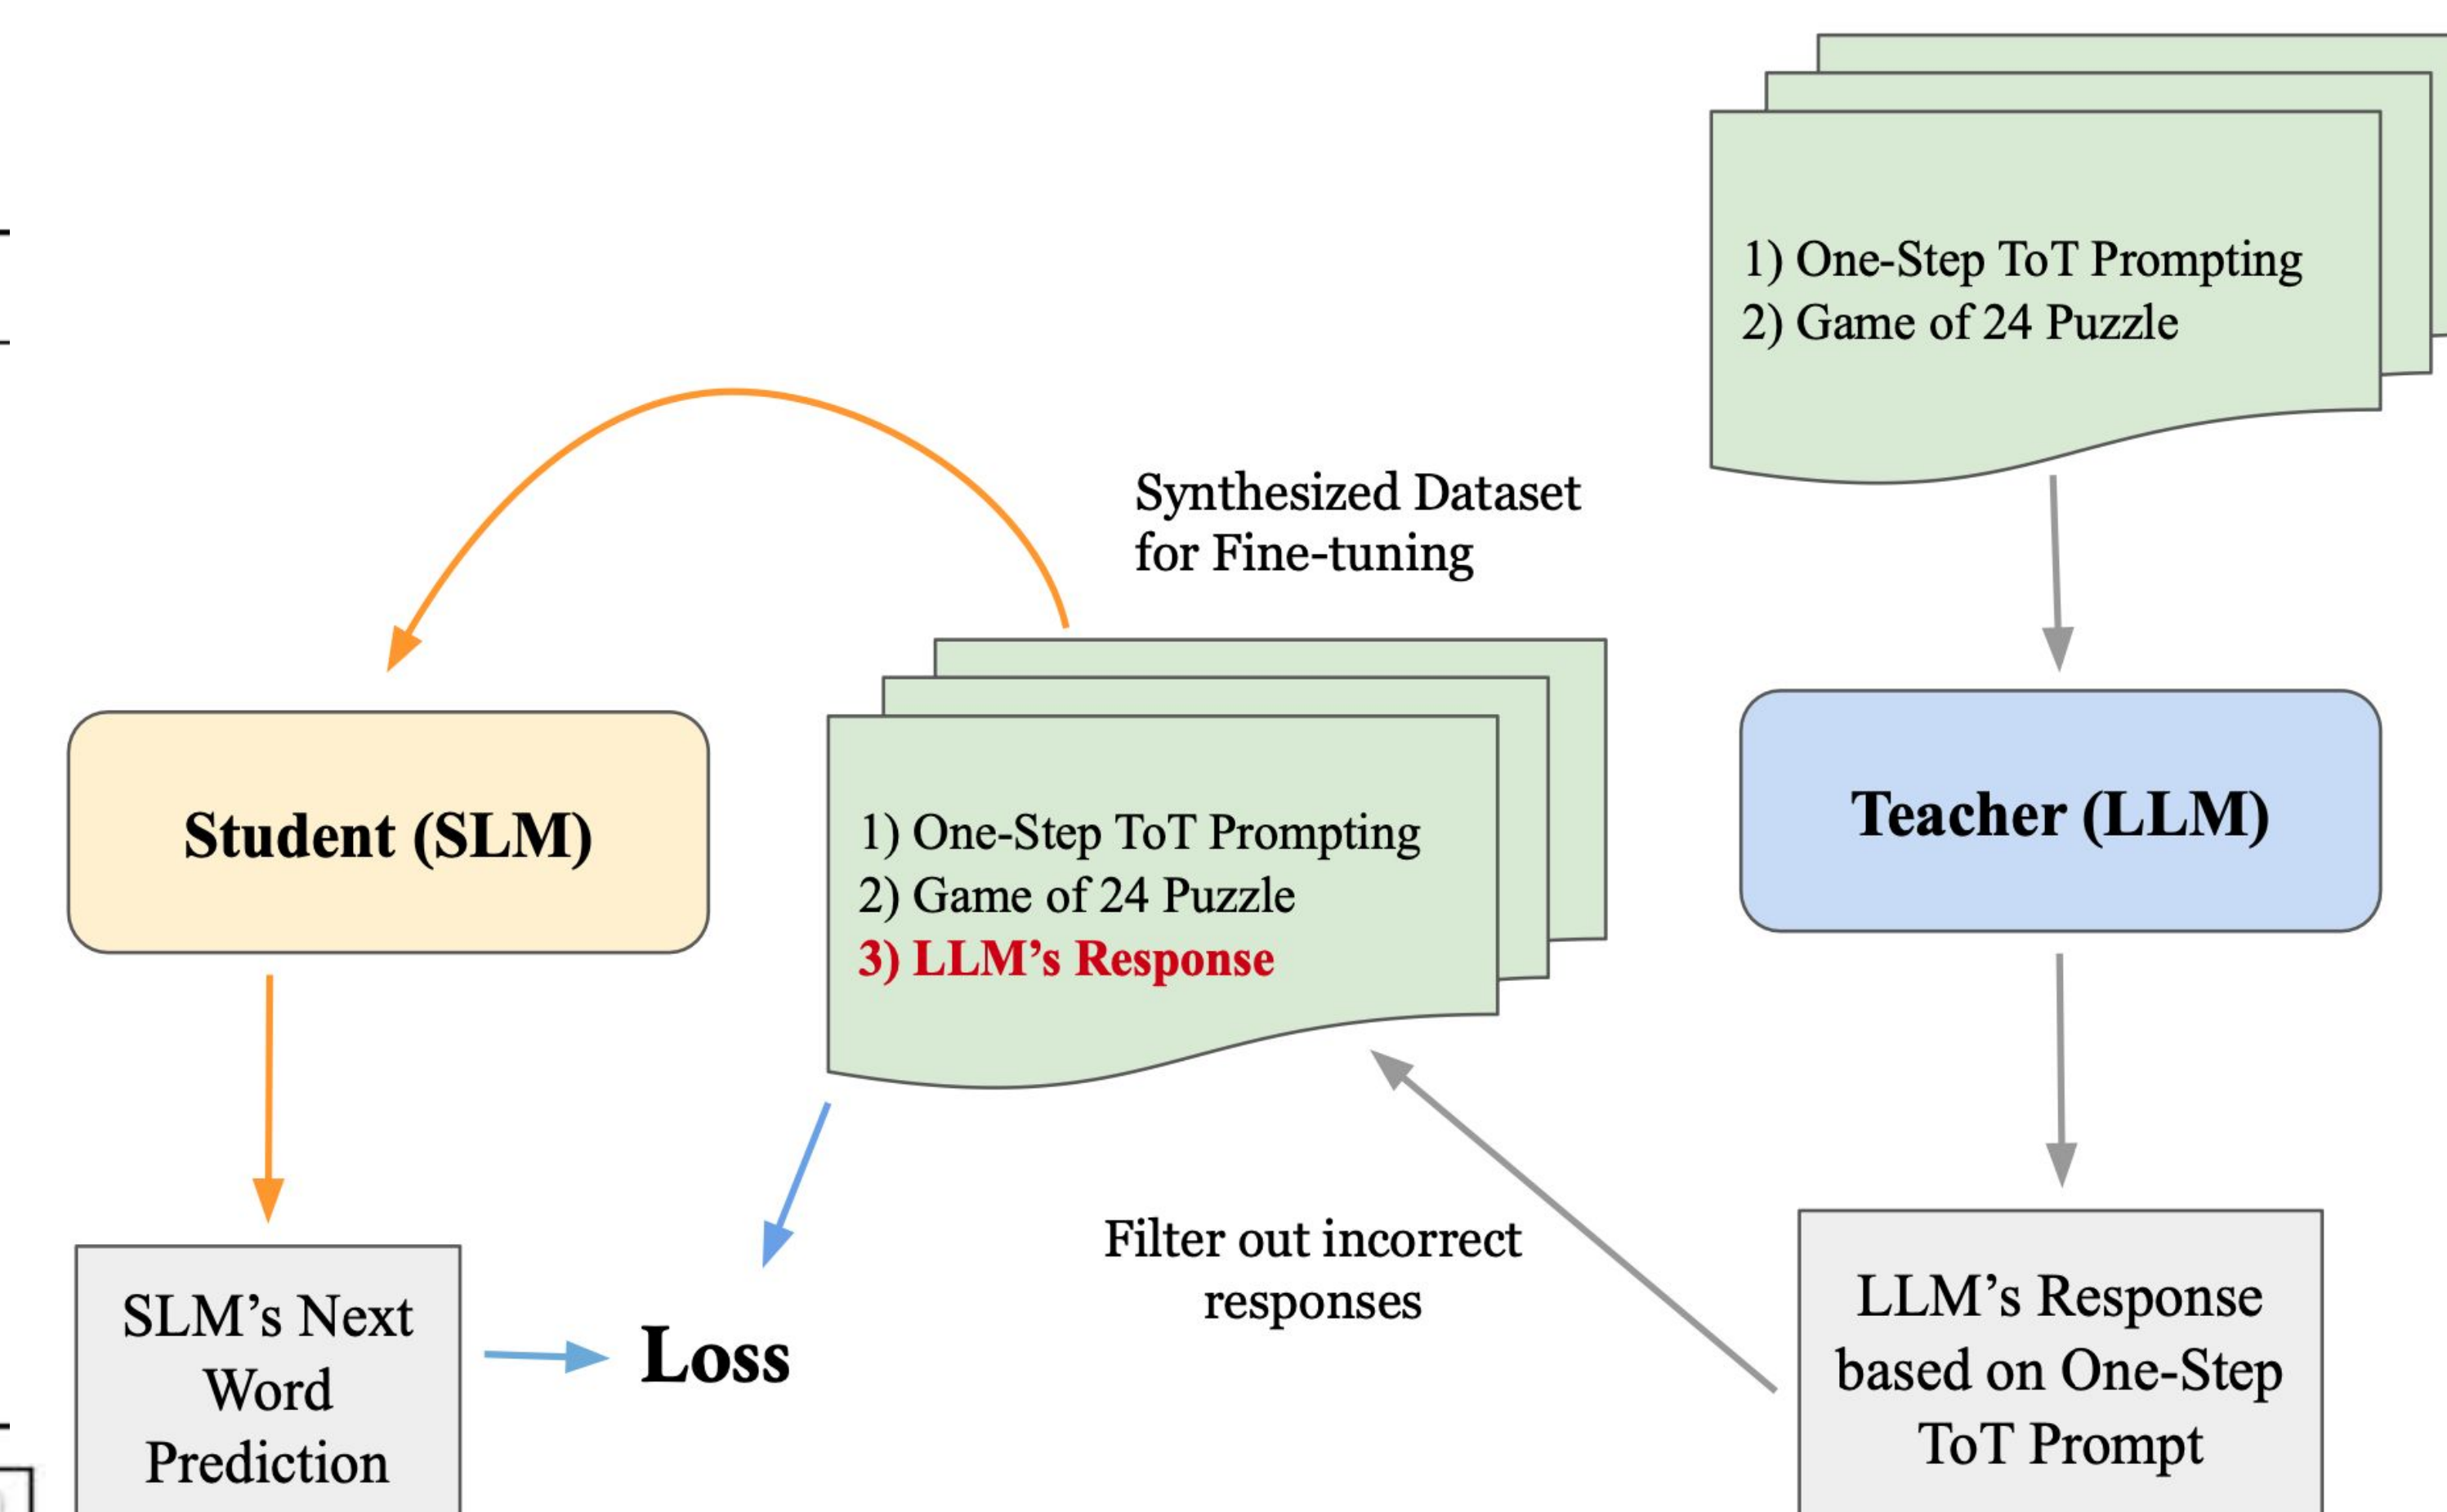 1) One-Step ToT Prompting
2) Game of 24 Puzzle
Synthesized Dataset
for Fine-tuning
Student (SLM)
1) One-Step ToT Prompting
2) Game of 24 Puzzle
3) LLM’s Response
Teacher (LLM)
SLM’s Next
Word
Prediction
Loss
Filter out incorrect
responses
LLM’s Response
based on One-Step
ToT Prompt